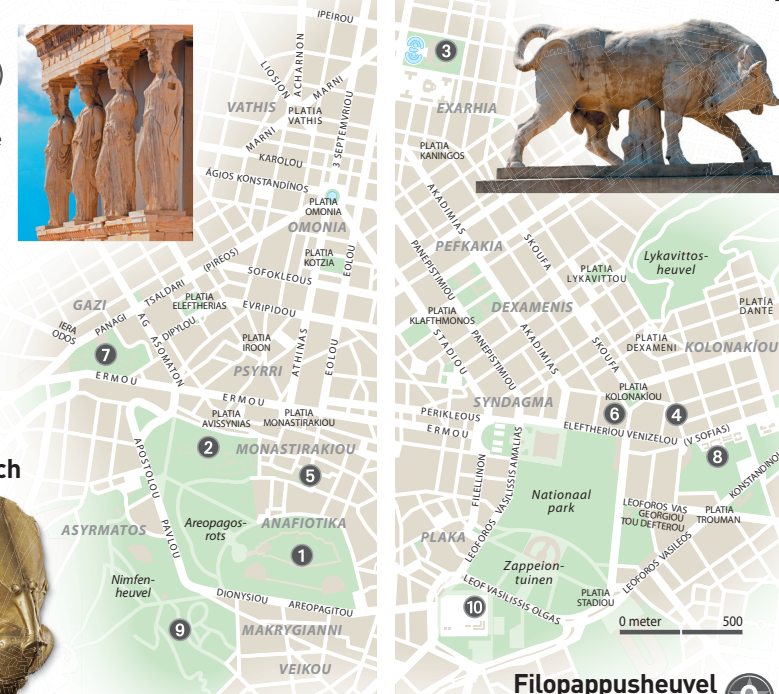 IPEIROU
ACHARNON
LIOSION
MARNI
VATHIS
PLATIA
VATHIS
3 SEPTEMVRIOU
MARNI
KAROLOU
ÁGIOS KONSTANDÍNOS
PLATIA
OMONIA
OMONIA
PLATIA
KOTZIA
EOLOU
(PIREOS)
TSALDARI
PANAGI
SOFOKLEOUS
GAZI
PLATIA
ELEFTHERIAS
EVRIPIDOU
IERA
ODOS
AG. ASOMATON
DIPYLOU
PLATIA
IROON
ATHINAS
EOLOU
7
PSYRRI
ERMOU
ERMOU
PLATIA
AVISSYNIAS
PLATIA
MONASTIRAKIOU
2
MONASTIRAKIOU
5
ch
APOSTOLOU
PAVLOU
Areopagos-
rots
ANAFIOTIKA
ASYRMATOS
1
Nimfen-
heuvel
DIONYSIOU
AREOPAGITOU
9
MAKRYGIANNI
VEIKOU
3
EXARHIA
PLATIA
KANINGOS
AKADIMIAS
SKOUFA
PEFKAKIA
PANEPISTIMIOU
Lykavittos-
heuvel
PLATIA
LYKAVITTOU
DEXAMENIS
PLATÍA
DANTE
PLATIA
KLAFTHMONOS
STADIOU
PANEPISTIMIOU
AKADIMIAS
SKOUFA
PLATIA
DEXAMENI
KOLONAKIOU
PLATIA
KOLONAKÍOU
SYNDAGMA
6
4
PERIKLEOUS
ERMOU
ELEFTHERIOU VENIZELOU
(V SOFIAS)
8
FILELLINON
LEOFOROS VASILISSIS AMALIAS
KONSTANDINOU
Nationaal
park
LEOFOROS VAS
GEORGIOU
TOU DEFTEROU
PLATIA
TROUMAN
PLAKA
LEOFOROS VASILEOS
Zappeion-
tuinen
LEOF VASILISSIS OLGAS
PLATIA
STADIOU
10
0 meter
500
Filopappusheuvel
9